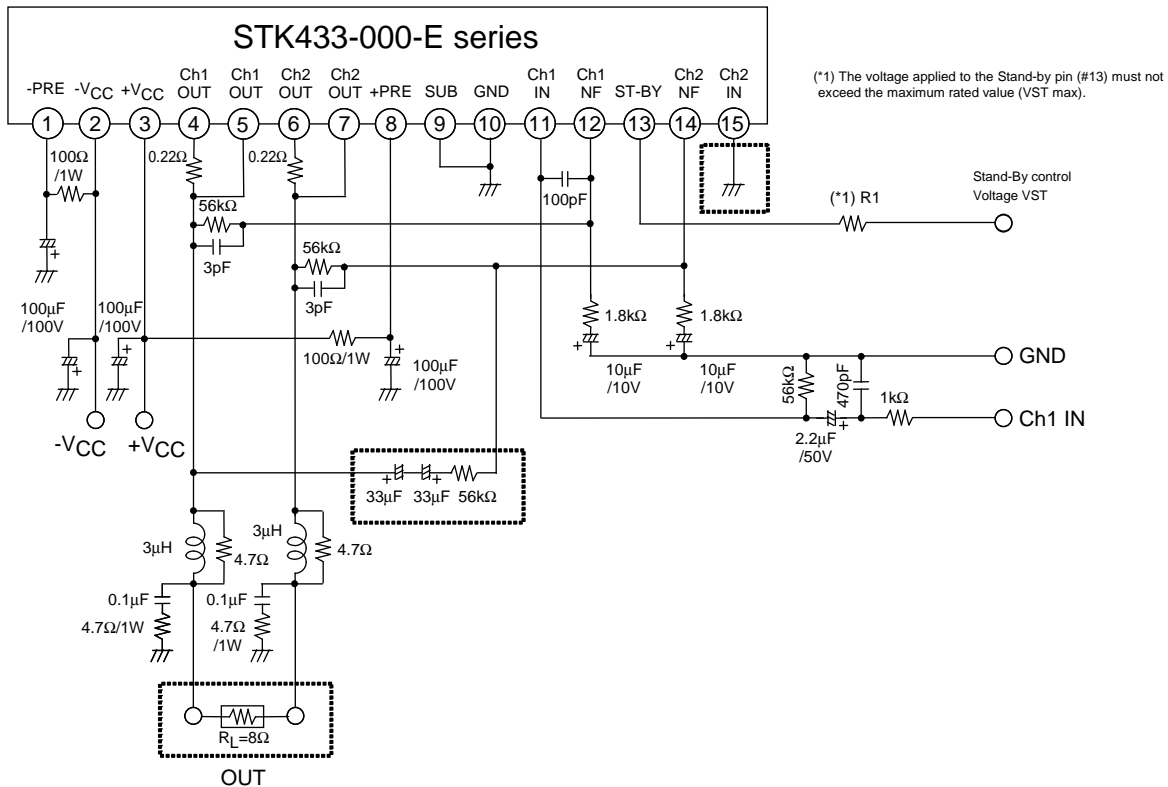 STK433-000-E series
(*1) The voltage applied to the Stand-by pin (#13) must not
exceed the maximum rated value (VST max).
-PRE -VCC +VCC Ch1 OUT Ch1 OUT Ch2 OUT Ch2 OUT +PRE SUB GND Ch1 IN Ch1 NF ST-BY Ch2 NF Ch2 IN
1 2 3 4 5 6 7 8 9 10 11 12 13 14 15
100Ω
/1W
0.22Ω
0.22Ω
100pF
(*1) R1
Stand-By control
Voltage VST
56kΩ
3pF
56kΩ
3pF
100μF
/100V
100μF
/100V
100Ω/1W
100μF
/100V
1.8kΩ
1.8kΩ
10μF
/10V
10μF
/10V
56kΩ
470pF
1kΩ
2.2μF
/50V
GND
Ch1 IN
-VCC
+VCC
33μF 33μF 56kΩ
3μH
4.7Ω
3μH
4.7Ω
0.1μF
4.7Ω/1W
0.1μF
4.7Ω
/1W
RL=8Ω
OUT